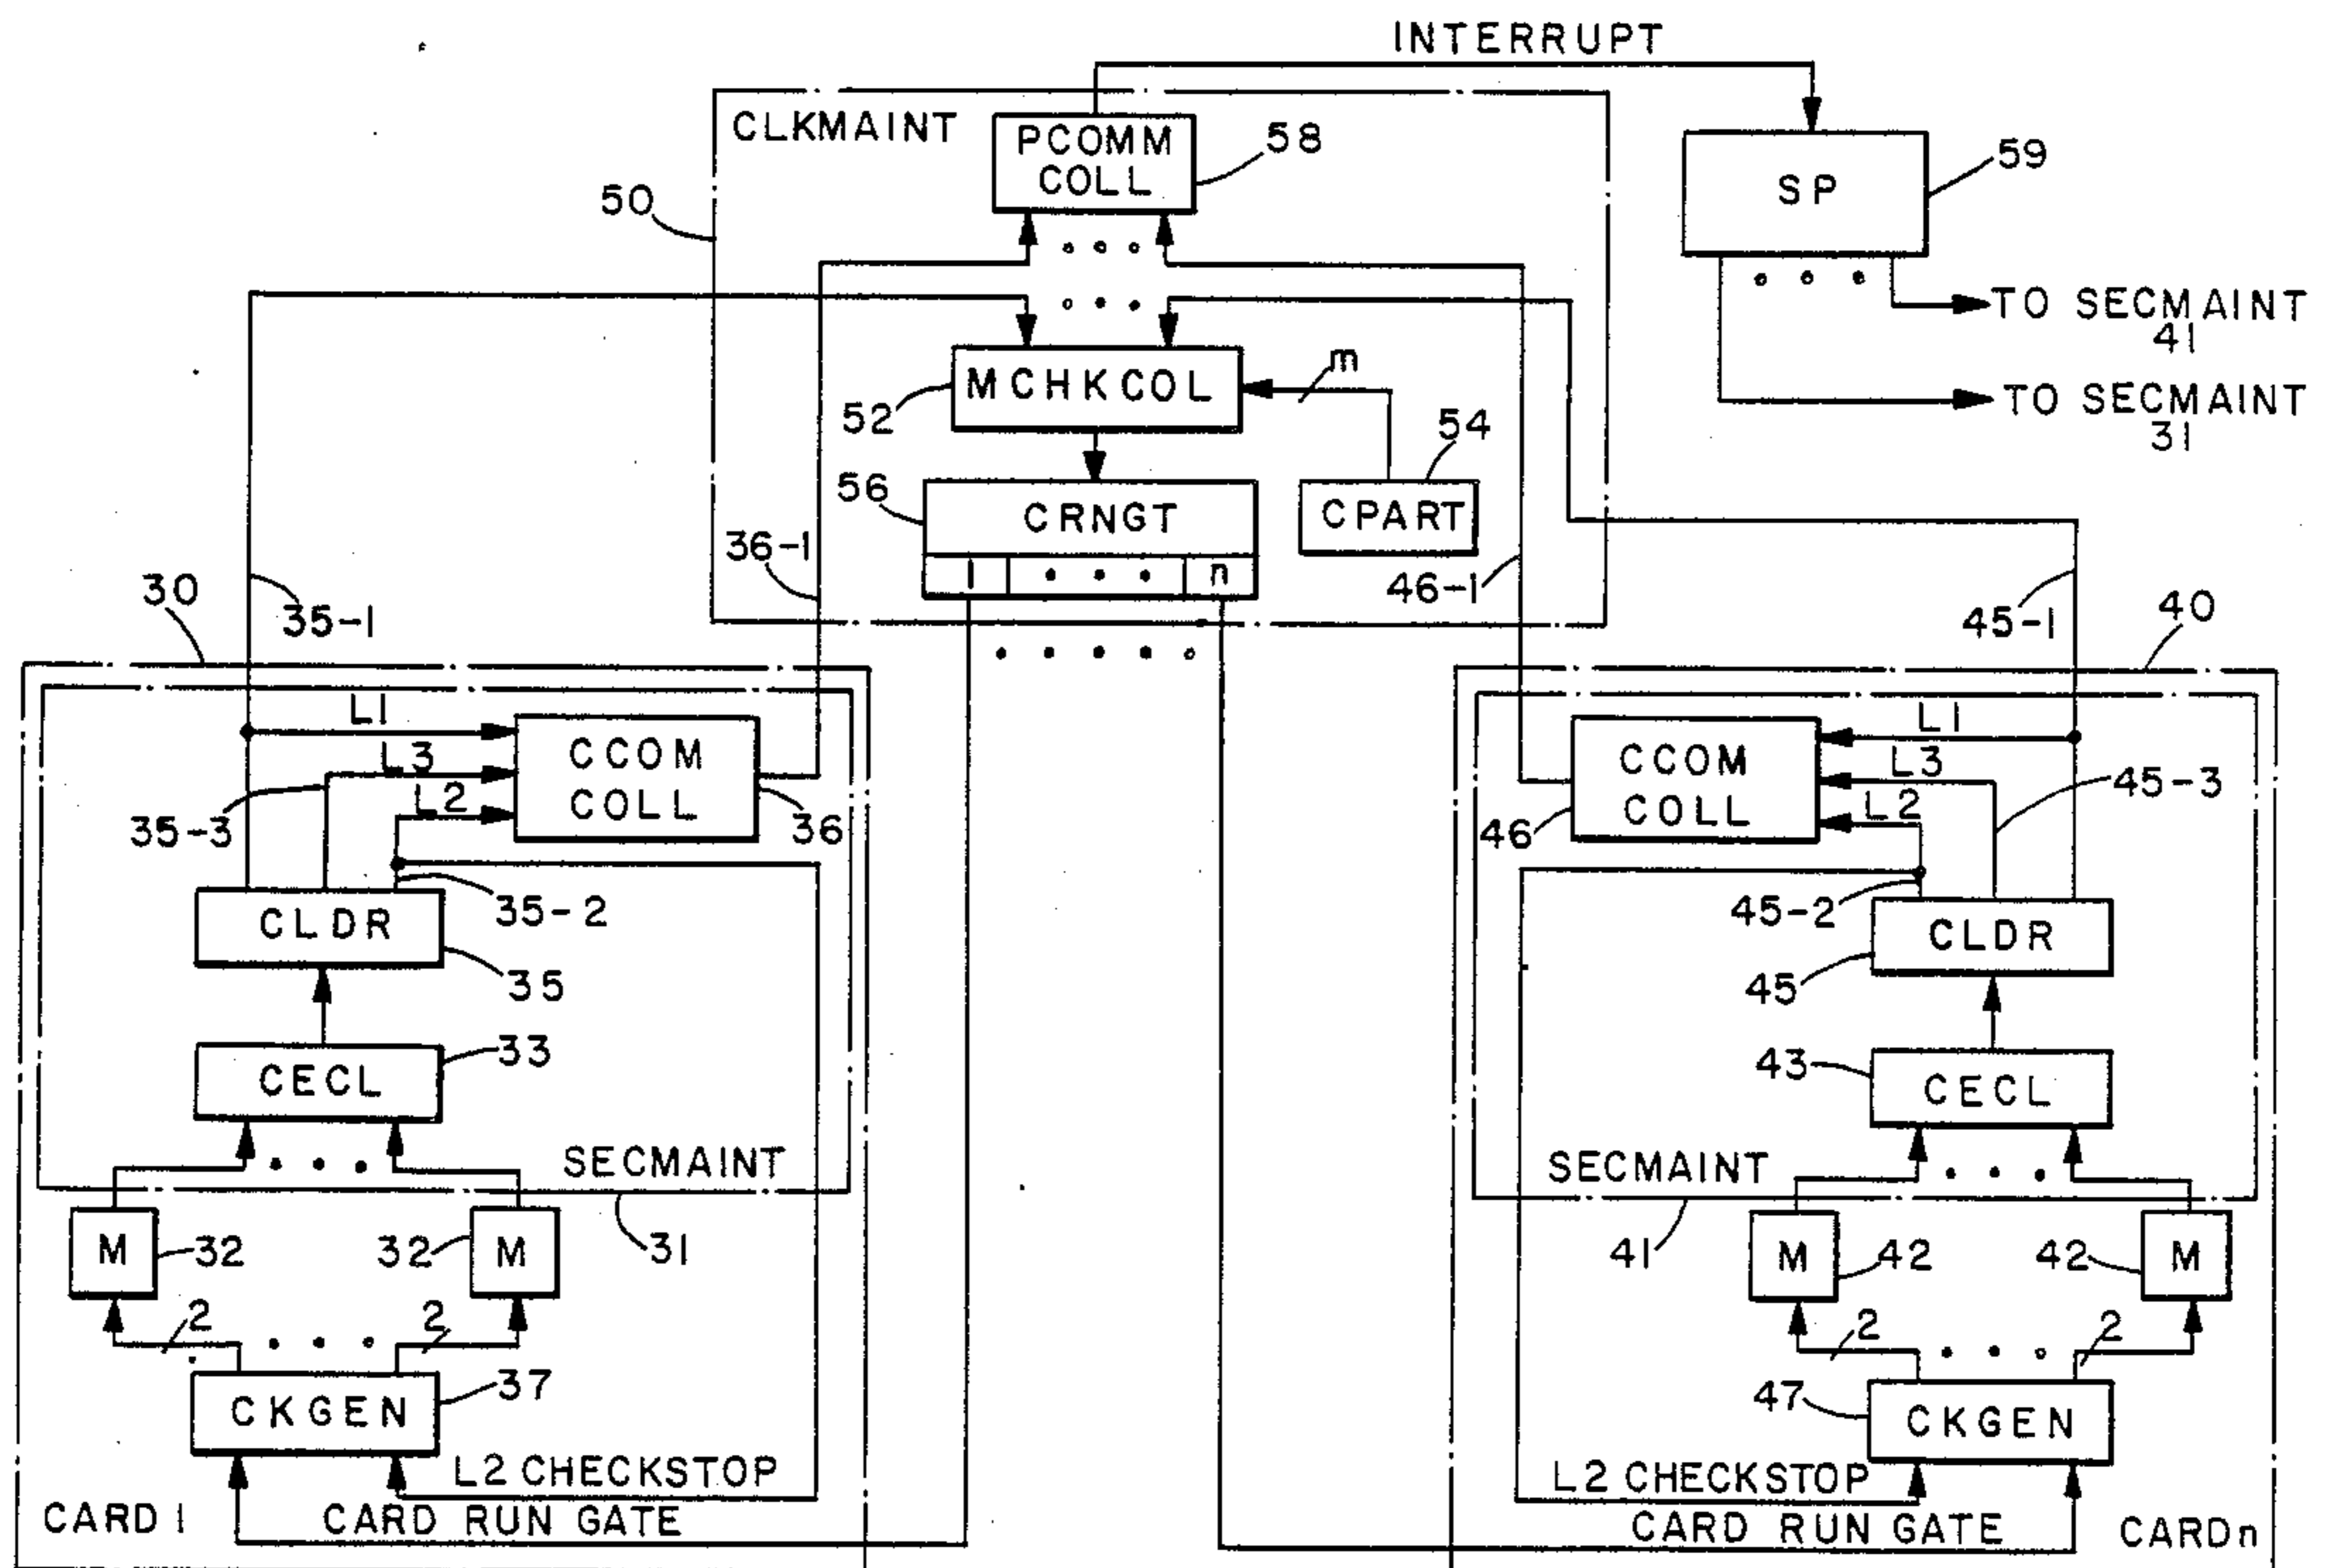 INTERRUPT
CLKMAINT
PCOMM
COLL
58
SP
59
50
TO SECMAINT
41
TO SECMAINT
31
MCHKCOL
52
m
54
CPART
56
CRNGT
1 • • • n
36-1
46-1
30
35-1
45-1
40
L1
L3
L2
CCOM
COLL
36
35-3
35-2
CLDR
35
33
CECL
SECMAINT
31
M
32
32
M
2
2
37
CKGEN
L2 CHECKSTOP
CARD 1
CARD RUN GATE
L1
L3
L2
CCOM
COLL
46
45-3
45-2
CLDR
45
43
CECL
SECMAINT
41
M
42
42
M
2
2
47
CKGEN
L2 CHECKSTOP
CARD RUN GATE
CARDn